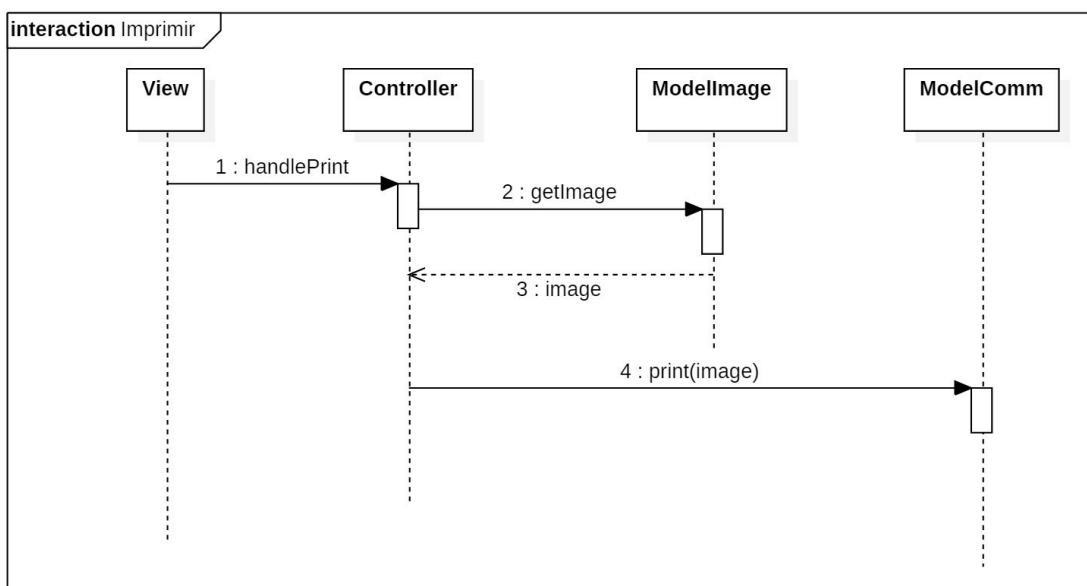 interaction Imprimir
View
Controller
ModelImage
ModelComm
1 : handlePrint
2 : getImage
3 : image
4 : print(image)